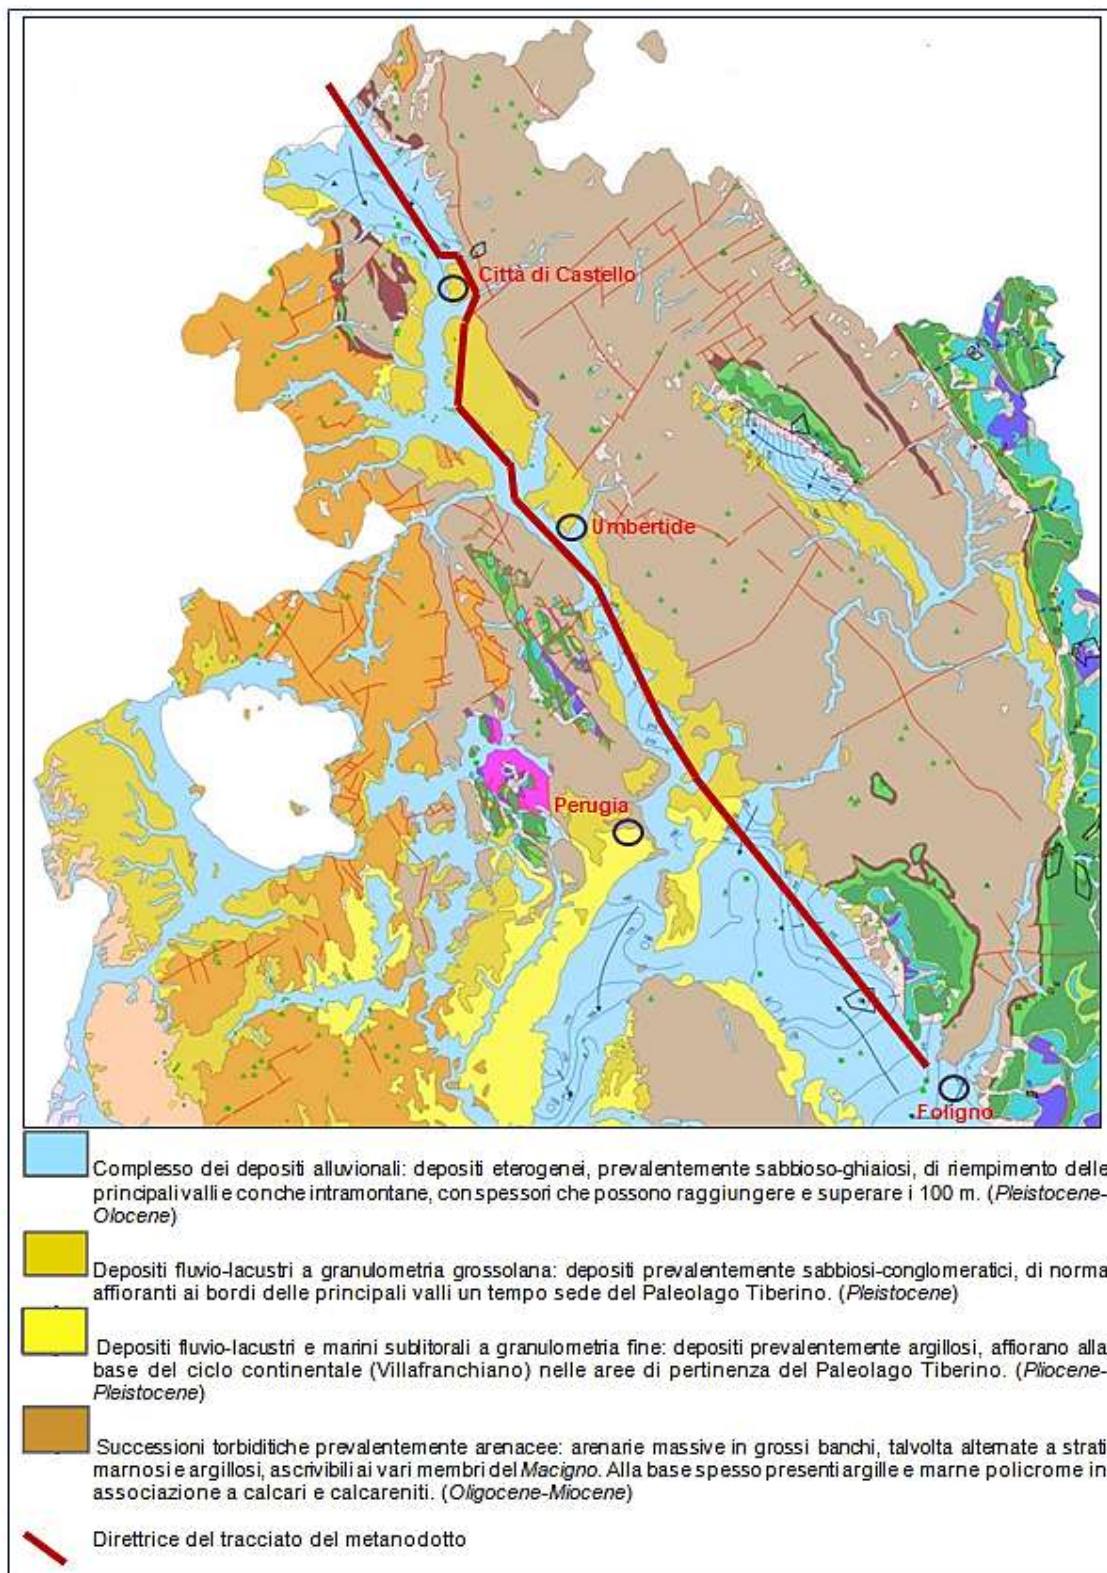 Città di Castello
Umbertide
Perugia
Foligno
Complesso dei depositi alluvionali: depositi eterogenei, prevalentemente sabbioso-ghiaiosi, di riempimento delle
principali valli e conche intramontane, con spessori che possono raggiungere e superare i 100 m. (Pleistocene-
Olocene)
Depositi fluvio-lacustri a granulometria grossolana: depositi prevalentemente sabbiosi-conglomeratici, di norma
affioranti ai bordi delle principali valli un tempo sede del Paleolago Tiberino. (Pleistocene)
Depositi fluvio-lacustri e marini sublitorali a granulometria fine: depositi prevalentemente argillosi, affiorano alla
base del ciclo continentale (Villafranchiano) nelle aree di pertinenza del Paleolago Tiberino. (Pliocene-
Pleistocene)
Successioni torbiditiche prevalentemente arenacee: arenarie massive in grossi banchi, talvolta alternate a strati
marnosi e argillosi, ascrivibili ai vari membri del Macigno. Alla base spesso presenti argille e marne policrome in
associazione a calcari e calcareniti. (Oligocene-Miocene)
Direttrice del tracciato del metanodotto